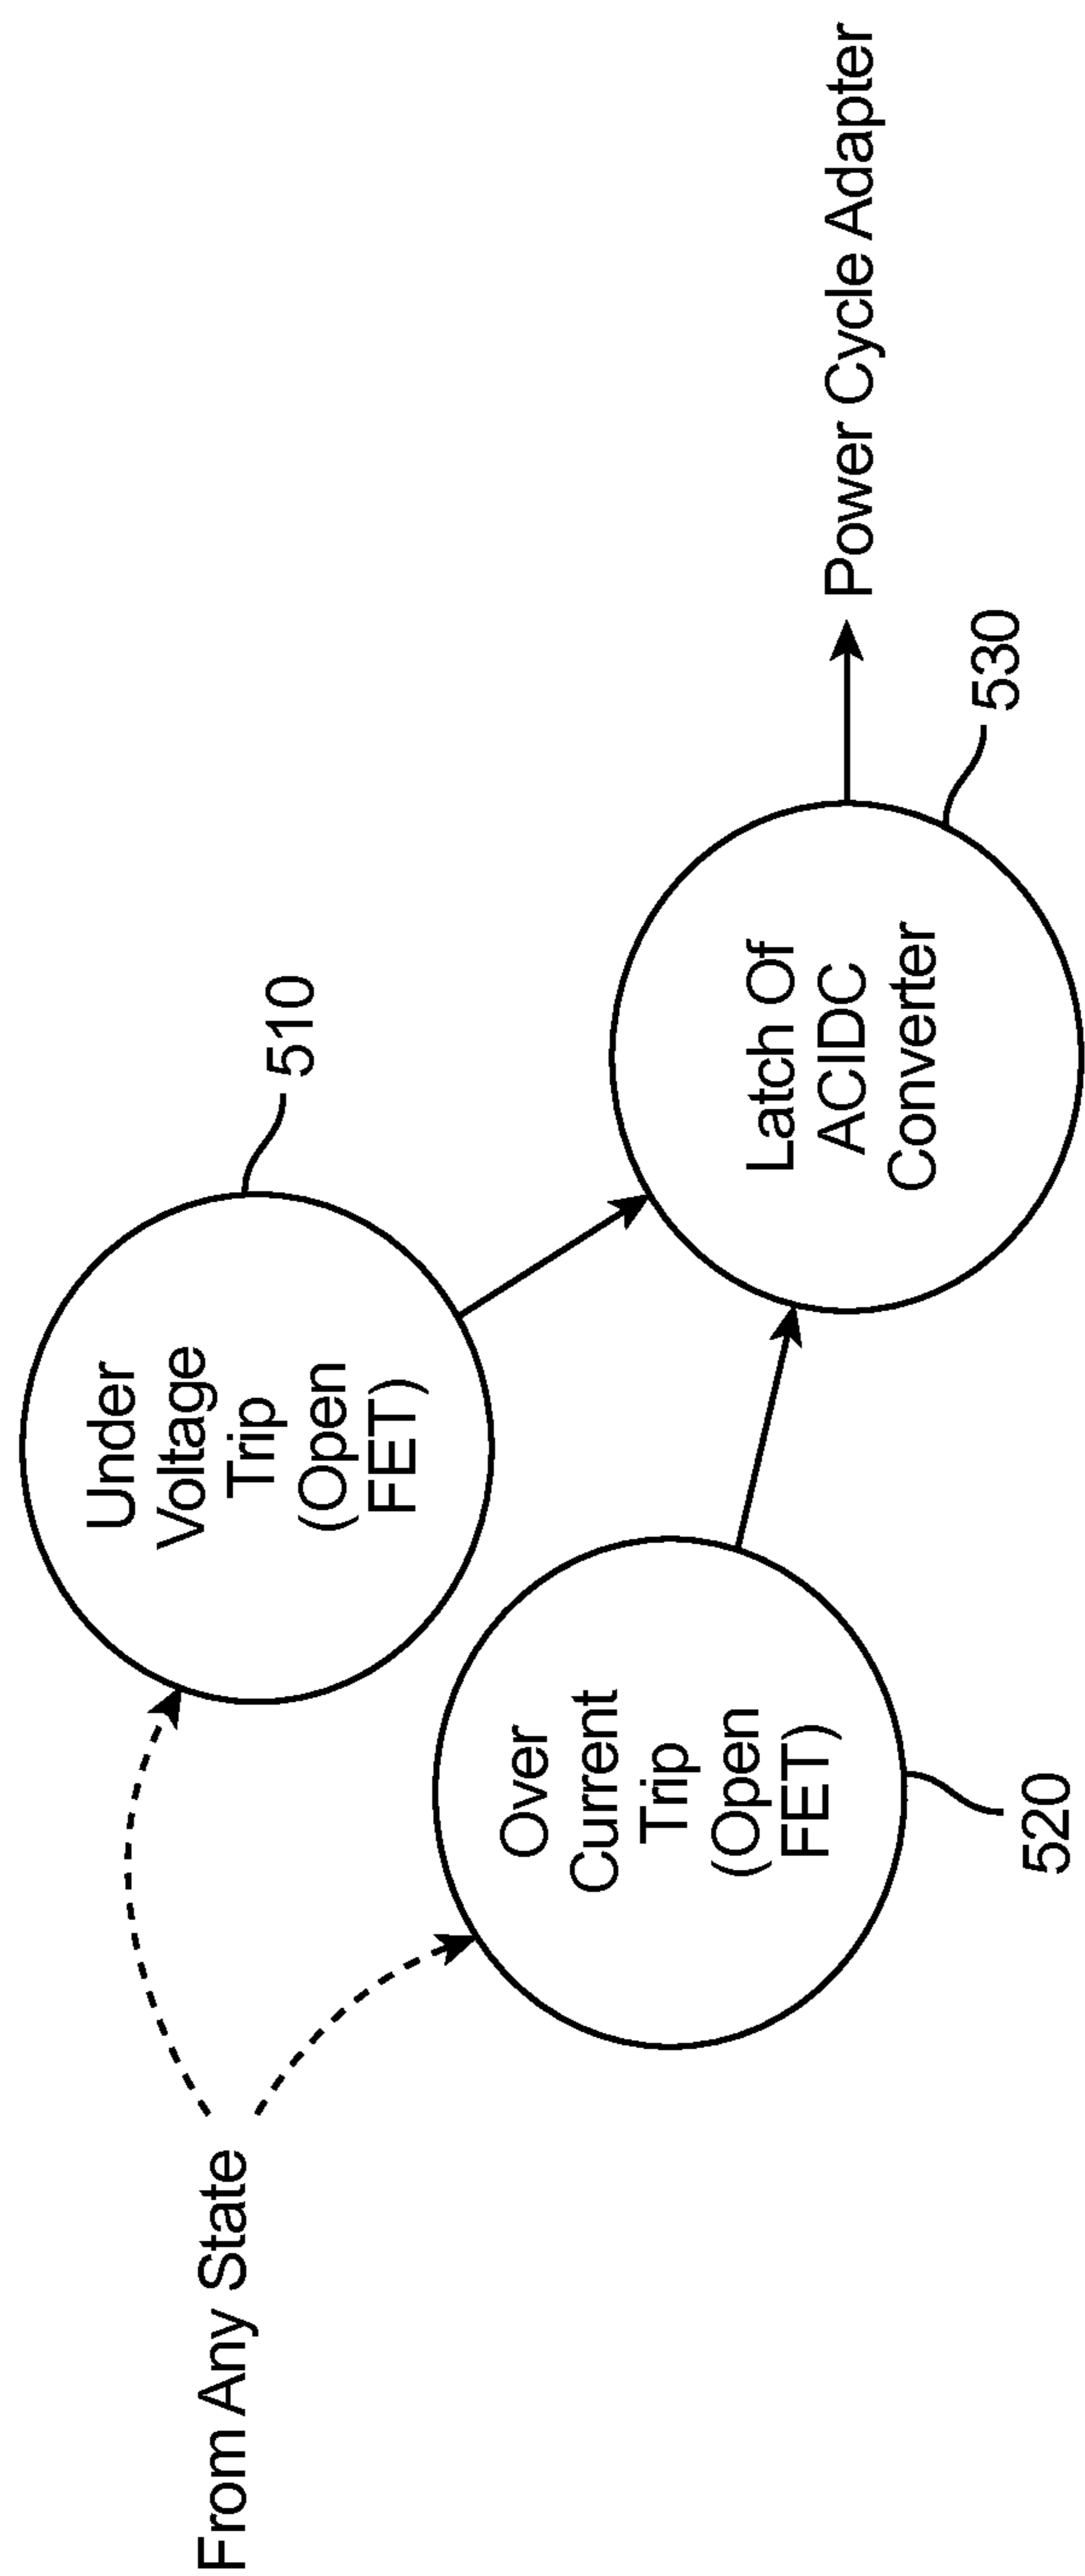 From Any State
Under
Voltage
Trip
(Open
FET)
510
Over
Current
Trip
(Open
FET)
520
Latch Of
ACIDC
Converter
530
Power Cycle Adapter